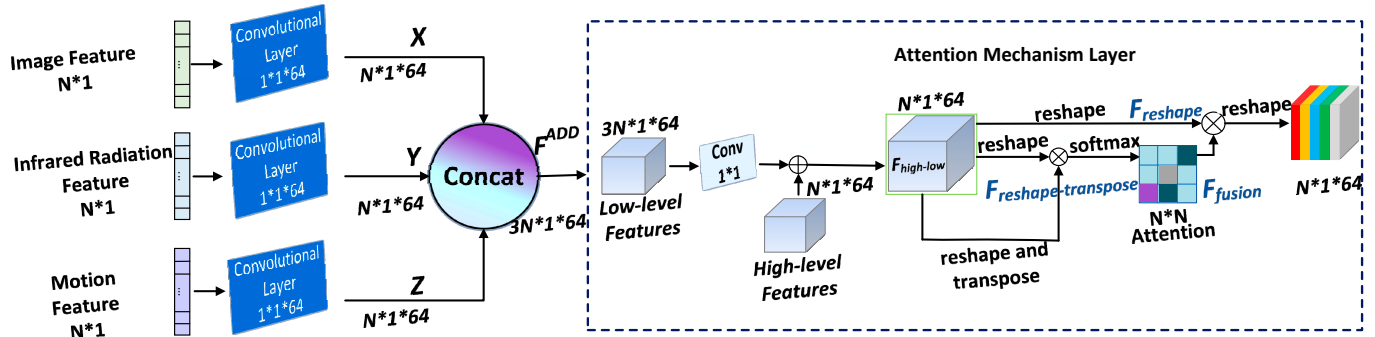 Image Feature
N*1
...
Convolutional
Layer
1*1*64
X
N*1*64
Infrared Radiation
Feature
N*1
...
Convolutional
Layer
1*1*64
Y
N*1*64
Motion
Feature
N*1
...
Convolutional
Layer
1*1*64
Z
N*1*64
Concat
F^ADD
3N*1*64
Attention Mechanism Layer
3N*1*64
Low-level
Features
Conv
1*1
N*1*64
High-level
Features
N*1*64
F_high-low
reshape
F_reshape
reshape
reshape
softmax
F_reshape-transpose
reshape and
transpose
F_fusion
N*N
Attention
N*1*64